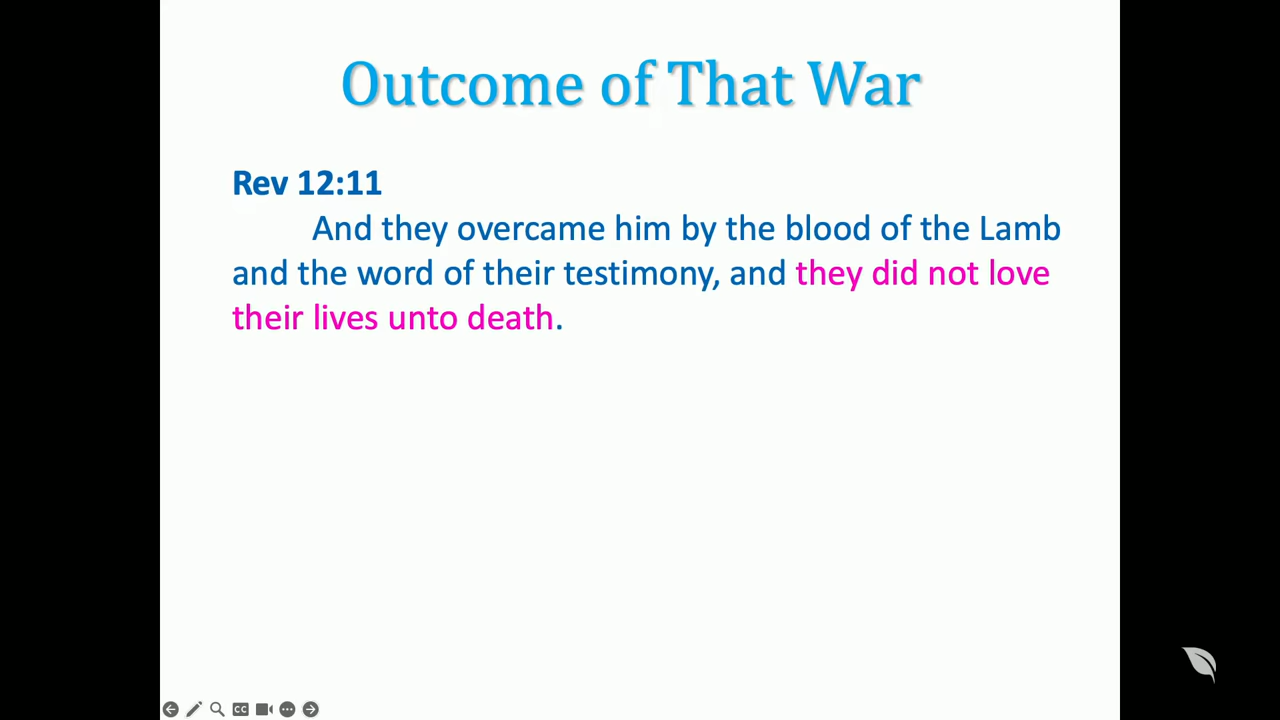 Outcome of That War
Rev 12:11
And they overcame him by the blood of the Lamb
and the word of their testimony, and they did not love
their lives unto death.
CC